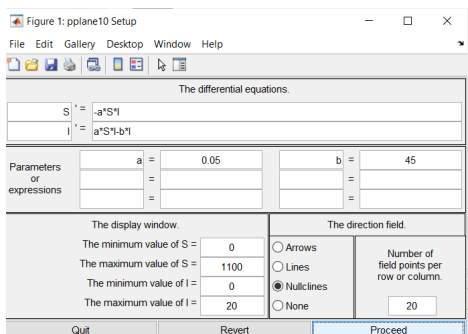 Figure 1: pplane10 Setup
File Edit Gallery Desktop Window Help
The differential equations.
S ' = -a*S*I
I ' = a*S*I-b*I
Parameters or expressions
a = 0.05 b = 45
= =
= =
The display window.
The minimum value of S = 0
The maximum value of S = 1100
The minimum value of I = 0
The maximum value of I = 20
The direction field.
Arrows
Lines
Nullclines
None
Number of
field points per
row or column.
20
Quit Revert Proceed